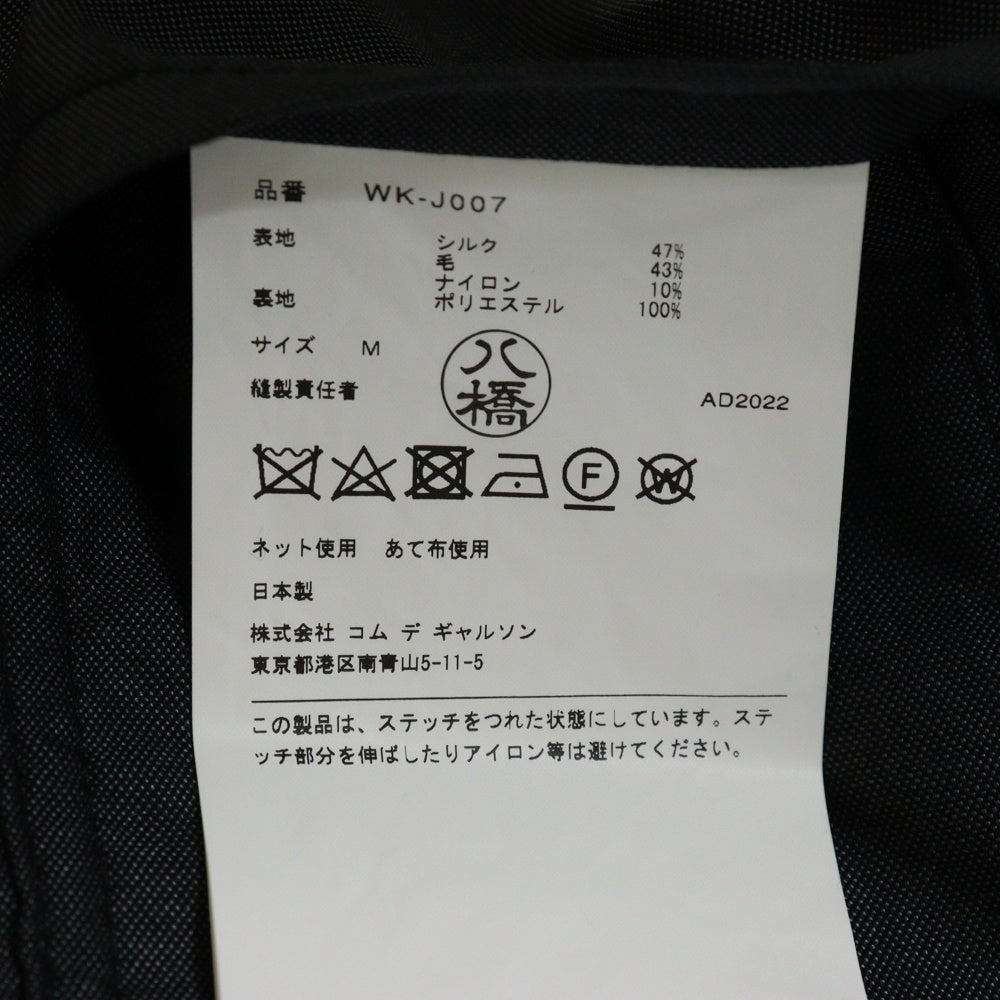 品番 WK-J007
表地 シルク 47%
毛 43%
ナイロン 10%
裏地 ポリエステル 100%
サイズ M
縫製責任者 八橋 AD2022
F W
ネット使用 あて布使用
日本製
株式会社 コム デ ギャルソン
東京都港区南青山5-11-5
この製品は、ステッチをつれた状態にしています。ステ
ッチ部分を伸ばしたりアイロン等は避けてください。